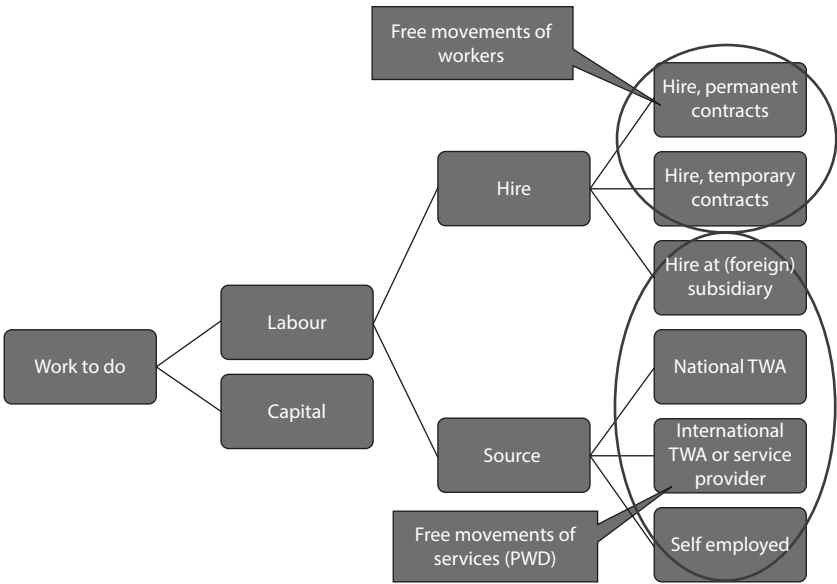 Free movements of
workers
Hire, permanent
contracts
Hire
Hire, temporary
contracts
Hire at (foreign)
subsidiary
Labour
Work to do
National TWA
Capital
Source
International
TWA or service
provider
Free movements of
services (PWD)
Self employed